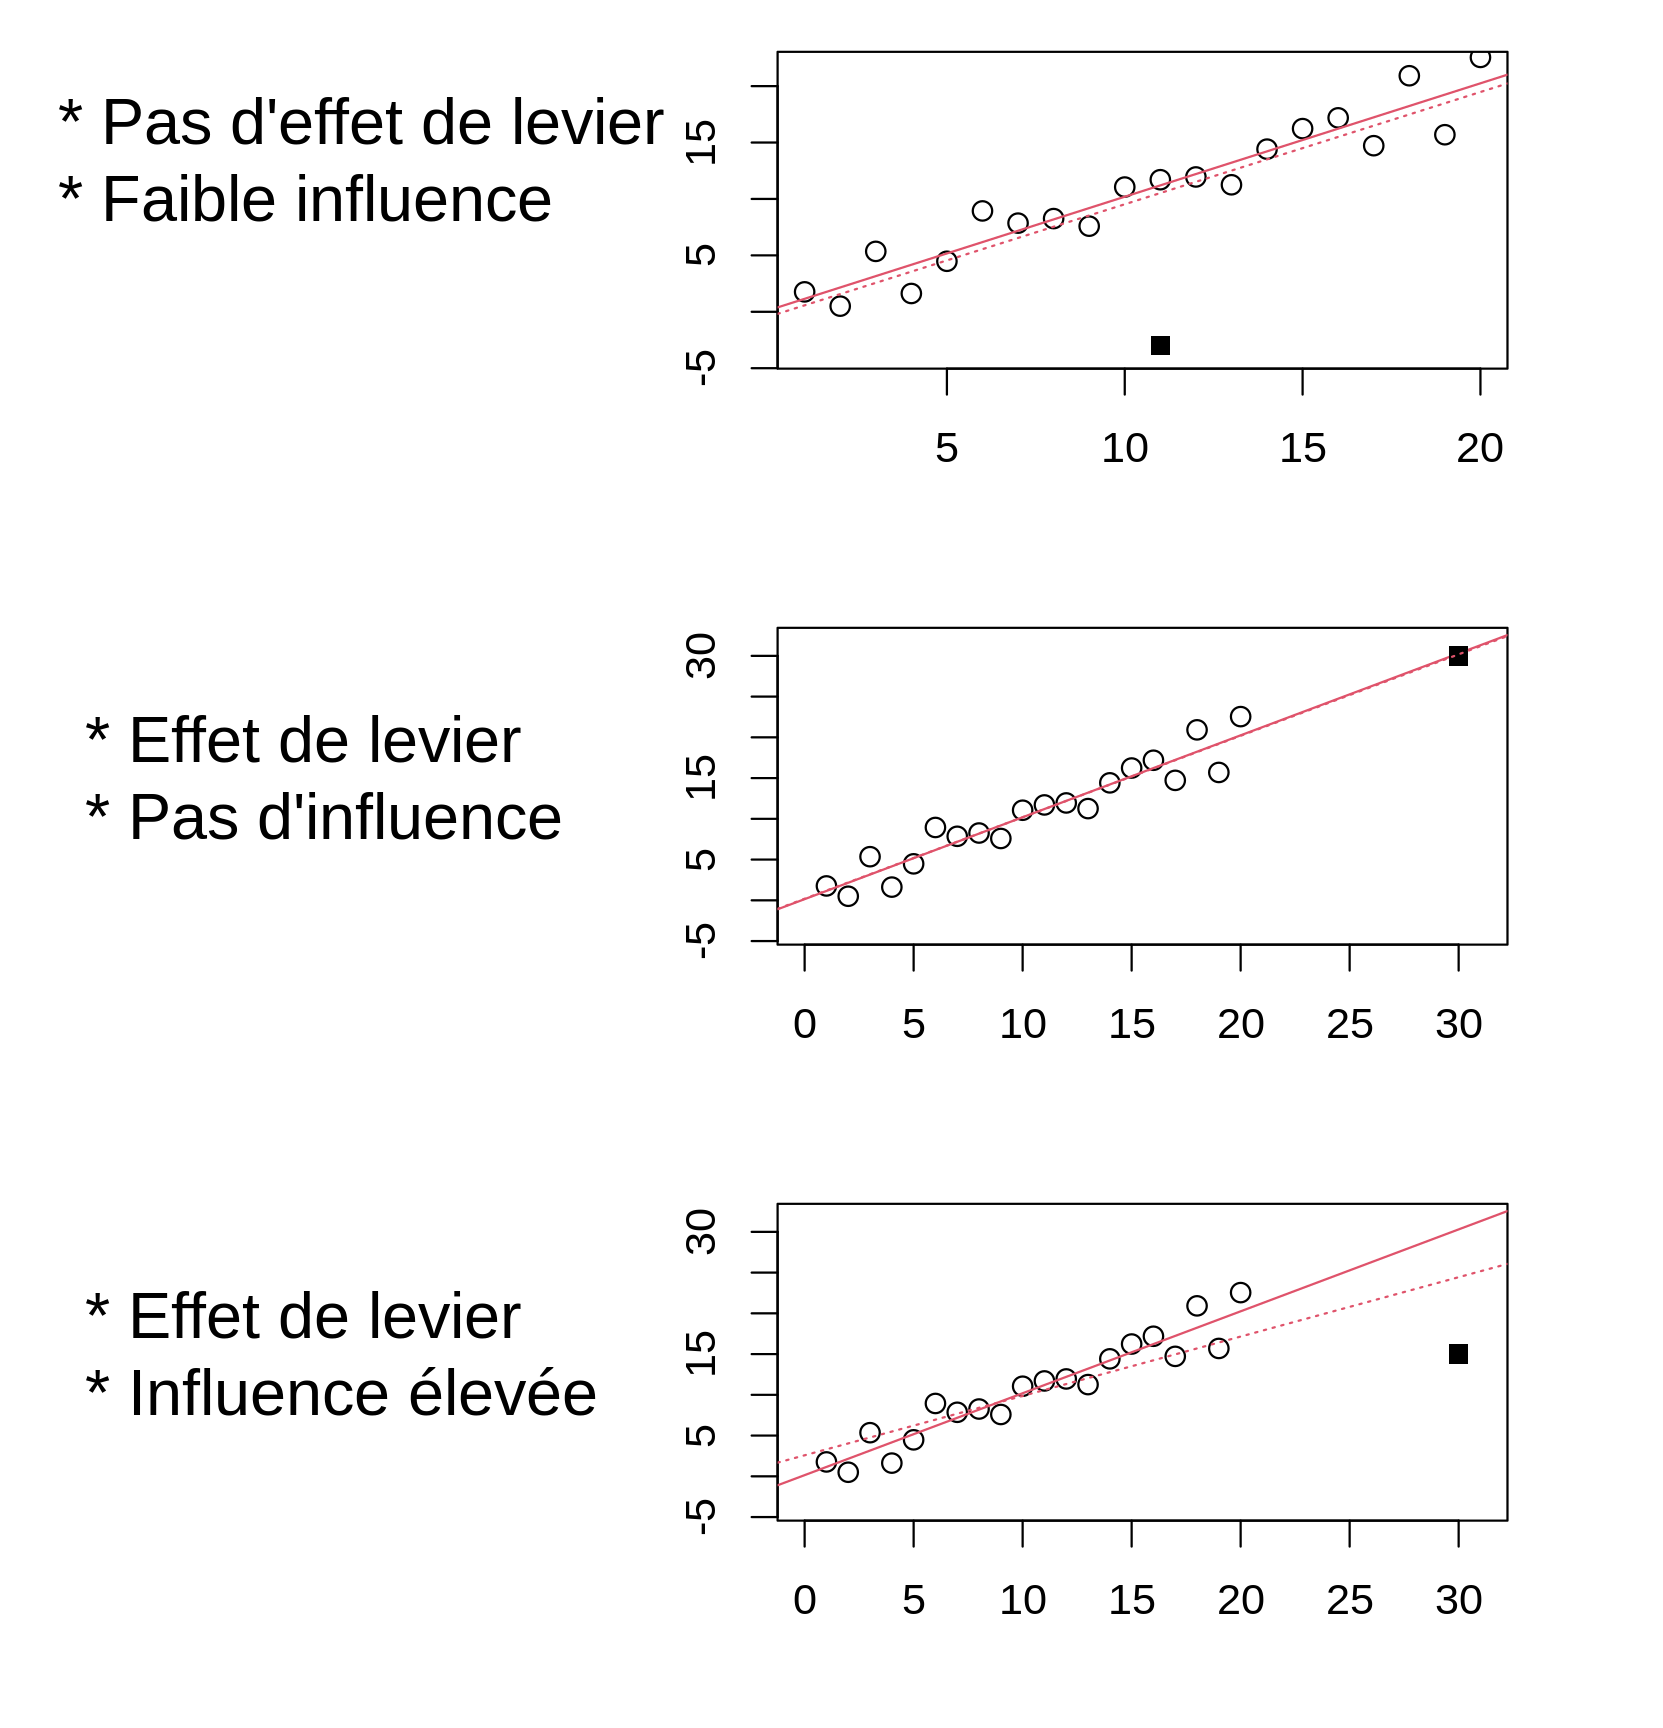 * Pas d'effet de levier
* Faible influence
15
5
-5
5 10 15 20
* Effet de levier
* Pas d'influence
30
15
5
-5
0 5 10 15 20 25 30
* Effet de levier
* Influence élevée
30
15
5
-5
0 5 10 15 20 25 30